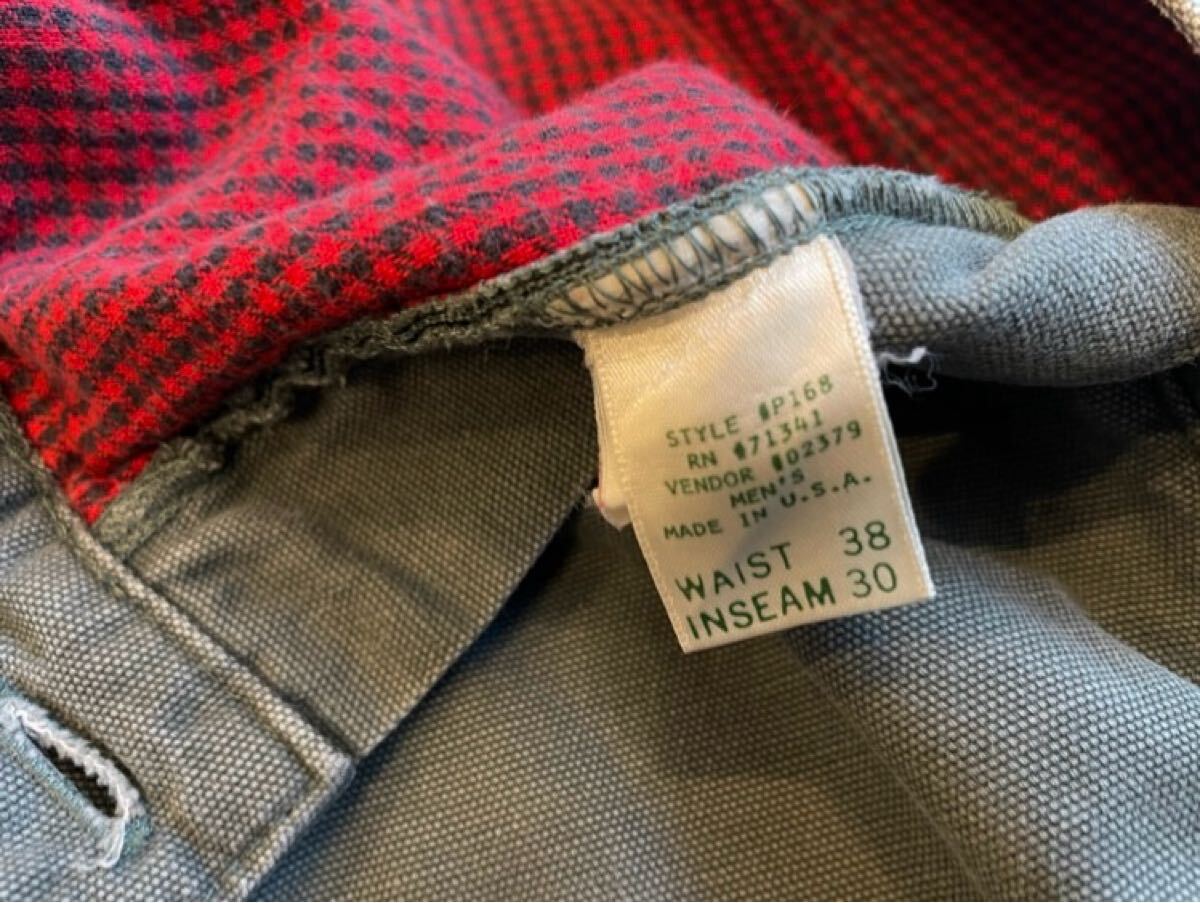 STYLE #P168
RN #71341
VENDOR #02379
MEN'S
MADE IN U.S.A.
WAIST 38
INSEAM 30